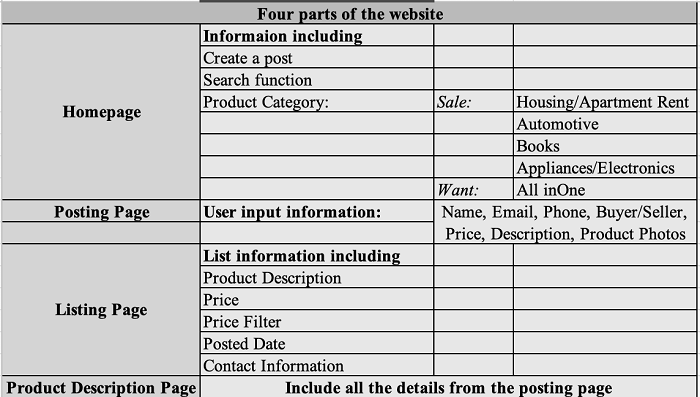 Four parts of the website
Informaion including
Create a post
Search function
Homepage
Product Category: Sale: Housing/Apartment Rent
Automotive
Books
Appliances/Electronics
Want: All inOne
Posting Page User input information: Name, Email, Phone, Buyer/Seller,
Price, Description, Product Photos
List information including
Product Description
Price
Listing Page
Price Filter
Posted Date
Contact Information
Product Description Page Include all the details from the posting page